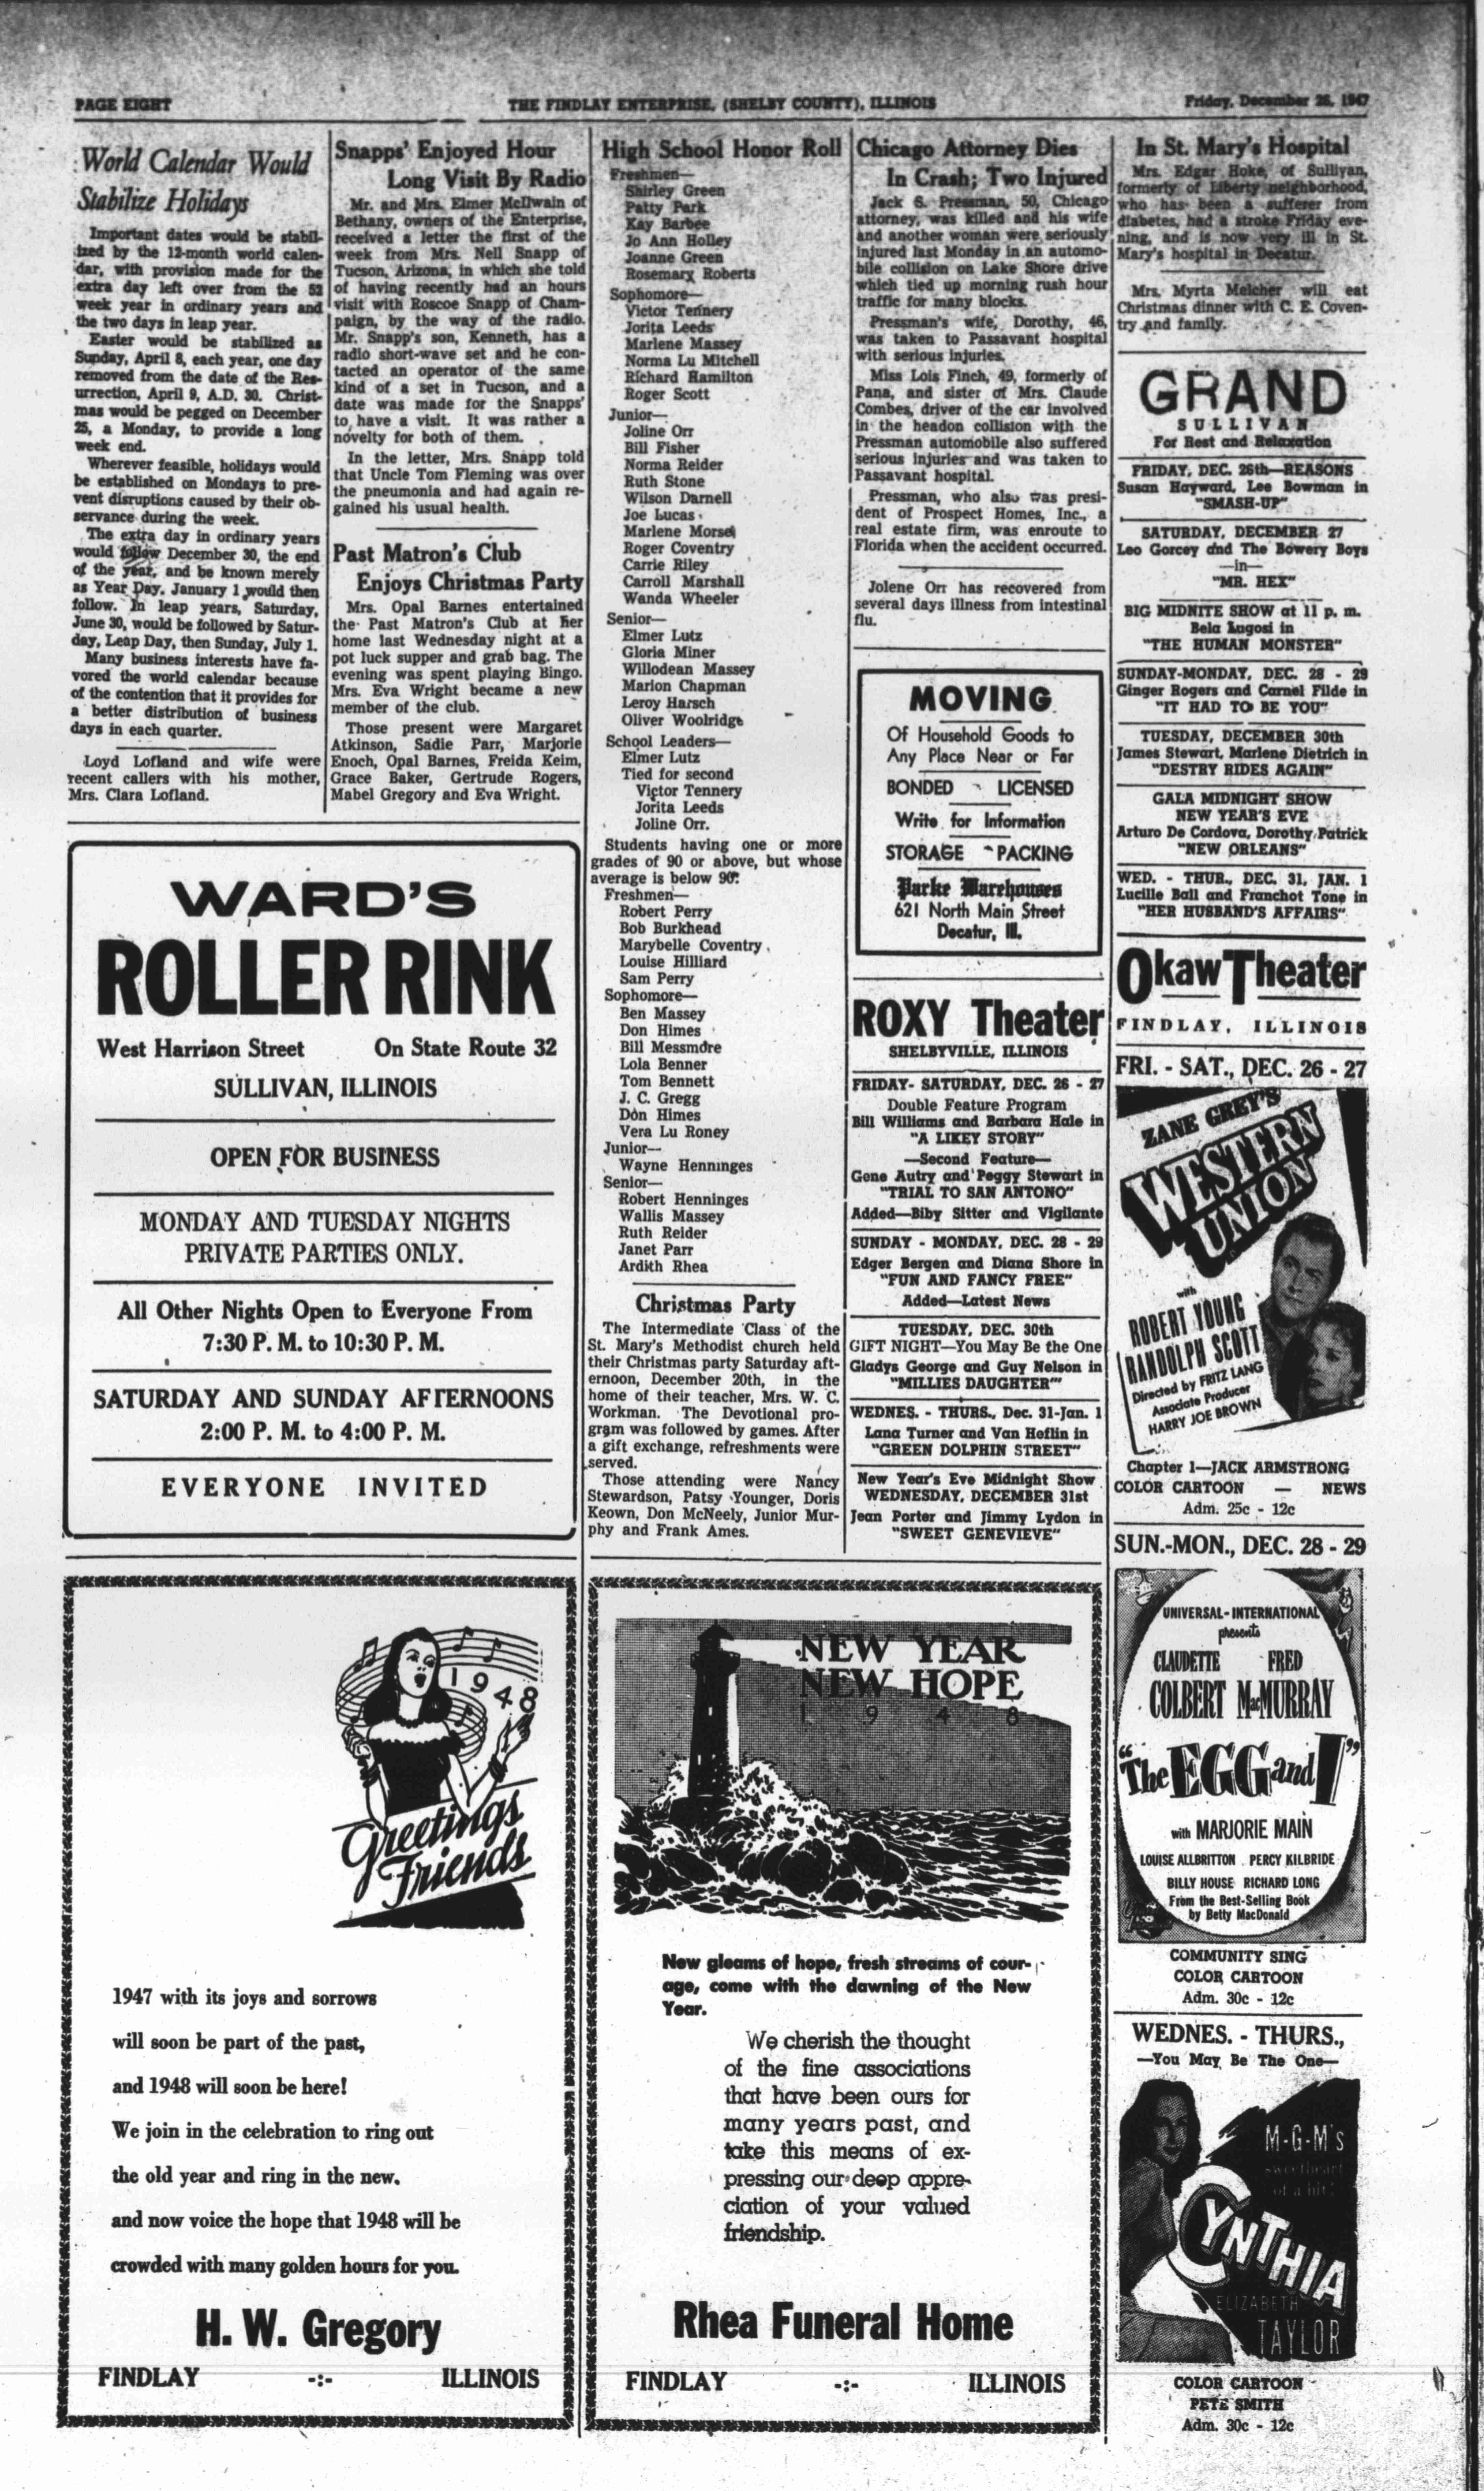 PAGE EIGHT
THE FINDLAY ENTERPRISE, (SHELBY COUNTY), ILLINOIS
Friday, December 26, 1947
World Calendar Would
Stabilize Holidays
Important dates would be stabil-
ized by the 12-month world calen-
dar, with provision made for the
extra day left over from the 52
week year in ordinary years and
the two days in leap year.
Easter would be stabilized as
Sunday, April 8, each year, one day
removed from the date of the Res-
urrection, April 9, A.D. 30. Christ-
mas would be pegged on December
25, a Monday, to provide a long
week end.
Wherever feasible, holidays would
be established on Mondays to pre-
vent disruptions caused by their ob-
servance during the week.
The extra day in ordinary years
would follow December 30, the end
of the year, and be known merely
as Year Day. January 1 would then
follow. In leap years, Saturday,
June 30, would be followed by Satur-
day, Leap Day, then Sunday, July 1.
Many business interests have fa-
vored the world calendar because
of the contention that it provides for
a better distribution of business
days in each quarter.
Loyd Lofland and wife were
recent callers with his mother,
Mrs. Clara Lofland.
Snapps' Enjoyed Hour
Long Visit By Radio
Mr. and Mrs. Elmer McIlwain of
Bethany, owners of the Enterprise,
received a letter the first of the
week from Mrs. Nell Snapp of
Tucson, Arizona, in which she told
of having recently had an hours
visit with Roscoe Snapp of Cham-
paign, by the way of the radio.
Mr. Snapp's son, Kenneth, has a
radio short-wave set and he con-
tacted an operator of the same
kind of a set in Tucson, and a
date was made for the Snapps'
to have a visit. It was rather a
novelty for both of them.
In the letter, Mrs. Snapp told
that Uncle Tom Fleming was over
the pneumonia and had again re-
gained his usual health.
Past Matron's Club
Enjoys Christmas Party
Mrs. Opal Barnes entertained
the Past Matron's Club at her
home last Wednesday night at a
pot luck supper and grab bag. The
evening was spent playing Bingo.
Mrs. Eva Wright became a new
member of the club.
Those present were Margaret
Atkinson, Sadie Parr, Marjorie
Enoch, Opal Barnes, Freida Keim,
Grace Baker, Gertrude Rogers,
Mabel Gregory and Eva Wright.
WARD'S
ROLLER RINK
West Harrison Street On State Route 32
SULLIVAN, ILLINOIS
OPEN FOR BUSINESS
MONDAY AND TUESDAY NIGHTS
PRIVATE PARTIES ONLY.
All Other Nights Open to Everyone From
7:30 P. M. to 10:30 P. M.
SATURDAY AND SUNDAY AFTERNOONS
2:00 P. M. to 4:00 P. M.
EVERYONE INVITED
High School Honor Roll
Freshmen—
Shirley Green
Patty Park
Kay Barbee
Jo Ann Holley
Joanne Green
Rosemary Roberts
Sophomore—
Victor Tennery
Jorita Leeds
Marlene Massey
Norma Lu Mitchell
Richard Hamilton
Roger Scott
Junior—
Joline Orr
Bill Fisher
Norma Reider
Ruth Stone
Wilson Darnell
Joe Lucas
Marlene Morsel
Roger Coventry
Carrie Riley
Carroll Marshall
Wanda Wheeler
Senior—
Elmer Lutz
Gloria Miner
Willodean Massey
Marion Chapman
Leroy Harsch
Oliver Woolridge
School Leaders—
Elmer Lutz
Tied for second
Victor Tennery
Jorita Leeds
Joline Orr.
Students having one or more
grades of 90 or above, but whose
average is below 90:
Freshmen—
Robert Perry
Bob Burkhead
Marybelle Coventry
Louise Hilliard
Sam Perry
Sophomore—
Ben Massey
Don Himes
Bill Messmore
Lola Benner
Tom Bennett
J. C. Gregg
Don Himes
Vera Lu Roney
Junior—
Wayne Henninges
Senior—
Robert Henninges
Wallis Massey
Ruth Reider
Janet Parr
Ardith Rhea
Christmas Party
The Intermediate Class of the
St. Mary's Methodist church held
their Christmas party Saturday aft-
ernoon, December 20th, in the
home of their teacher, Mrs. W. C.
Workman. The Devotional pro-
gram was followed by games. After
a gift exchange, refreshments were
served.
Those attending were Nancy
Stewardson, Patsy Younger, Doris
Keown, Don McNeely, Junior Mur-
phy and Frank Ames.
Chicago Attorney Dies
In Crash; Two Injured
Jack S. Pressman, 50, Chicago
attorney, was killed and his wife
and another woman were seriously
injured last Monday in an automo-
bile collision on Lake Shore drive
which tied up morning rush hour
traffic for many blocks.
Pressman's wife, Dorothy, 46,
was taken to Passavant hospital
with serious injuries.
Miss Lois Finch, 49, formerly of
Pana, and sister of Mrs. Claude
Combes, driver of the car involved
in the headon collision with the
Pressman automobile also suffered
serious injuries and was taken to
Passavant hospital.
Pressman, who also was presi-
dent of Prospect Homes, Inc., a
real estate firm, was enroute to
Florida when the accident occurred.
Jolene Orr has recovered from
several days illness from intestinal
flu.
MOVING
Of Household Goods to
Any Place Near or Far
BONDED LICENSED
Write for Information
STORAGE PACKING
Parke Warehouses
621 North Main Street
Decatur, Ill.
ROXY Theater
SHELBYVILLE, ILLINOIS
FRIDAY- SATURDAY, DEC. 26 - 27
Double Feature Program
Bill Williams and Barbara Hale in
"A LIKEY STORY"
—Second Feature—
Gene Autry and Peggy Stewart in
"TRIAL TO SAN ANTONO"
Added—Biby Sitter and Vigilante
SUNDAY - MONDAY, DEC. 28 - 29
Edger Bergen and Diana Shore in
"FUN AND FANCY FREE"
Added—Latest News
TUESDAY, DEC. 30th
GIFT NIGHT—You May Be the One
Gladys George and Guy Nelson in
"MILLIES DAUGHTER"
WEDNES. - THURS., Dec. 31-Jan. 1
Lana Turner and Van Heflin in
"GREEN DOLPHIN STREET"
New Year's Eve Midnight Show
WEDNESDAY, DECEMBER 31st
Jean Porter and Jimmy Lydon in
"SWEET GENEVIEVE"
In St. Mary's Hospital
Mrs. Edgar Hoke, of Sullivan,
formerly of Liberty neighborhood,
who has been a sufferer from
diabetes, had a stroke Friday eve-
ning, and is now very ill in St.
Mary's hospital in Decatur.
Mrs. Myrta Melcher will eat
Christmas dinner with C. E. Coven-
try and family.
GRAND
SULLIVAN
For Rest and Relaxation
FRIDAY, DEC. 26th—REASONS
Susan Hayward, Lee Bowman in
"SMASH-UP"
SATURDAY, DECEMBER 27
Leo Gorcey and The Bowery Boys
—in—
"MR. HEX"
BIG MIDNITE SHOW at 11 p. m.
Bela Lugosi in
"THE HUMAN MONSTER"
SUNDAY-MONDAY, DEC. 28 - 29
Ginger Rogers and Cornel Filde in
"IT HAD TO BE YOU"
TUESDAY, DECEMBER 30th
James Stewart, Marlene Dietrich in
"DESTRY RIDES AGAIN"
GALA MIDNIGHT SHOW
NEW YEAR'S EVE
Arturo De Cordova, Dorothy Patrick
"NEW ORLEANS"
WED. - THUR., DEC. 31, JAN. 1
Lucille Ball and Franchot Tone in
"HER HUSBAND'S AFFAIRS"
Okaw Theater
FINDLAY, ILLINOIS
FRI. - SAT., DEC. 26 - 27
ZANE GREY'S
WESTERN
UNION
with
ROBERT YOUNG
RANDOLPH SCOTT
Directed by FRITZ LANG
Associate Producer
HARRY JOE BROWN
Chapter 1—JACK ARMSTRONG
COLOR CARTOON — NEWS
Adm. 25c - 12c
SUN.-MON., DEC. 28 - 29
UNIVERSAL-INTERNATIONAL
presents
CLAUDETTE FRED
COLBERT MacMURRAY
"The EGG and I"
with MARJORIE MAIN
LOUISE ALLBRITTON PERCY KILBRIDE
BILLY HOUSE RICHARD LONG
From the Best-Selling Book
by Betty MacDonald
COMMUNITY SING
COLOR CARTOON
Adm. 30c - 12c
WEDNES. - THURS.,
—You May Be The One—
M-G-M's
sweetheart
of a hit!
CYNTHIA
ELIZABETH
TAYLOR
COLOR CARTOON
PETE SMITH
Adm. 30c - 12c
1948
Greetings
Friends
1947 with its joys and sorrows
will soon be part of the past,
and 1948 will soon be here!
We join in the celebration to ring out
the old year and ring in the new.
and now voice the hope that 1948 will be
crowded with many golden hours for you.
H. W. Gregory
FINDLAY -:- ILLINOIS
NEW YEAR
NEW HOPE
1 9 4 8
New gleams of hope, fresh streams of cour-
age, come with the dawning of the New
Year.
We cherish the thought
of the fine associations
that have been ours for
many years past, and
take this means of ex-
pressing our deep appre-
ciation of your valued
friendship.
Rhea Funeral Home
FINDLAY -:- ILLINOIS